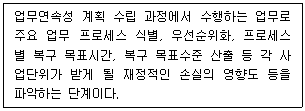 업무연속성 계획 수립 과정에서 수행하는 업무로
주요 업무 프로세스 식별, 우선순위화, 프로세스
별 복구 목표시간, 복구 목표수준 산출 등 각 사
업단위가 받게 될 재정적인 손실의 영향도 등을
파악하는 단계이다.